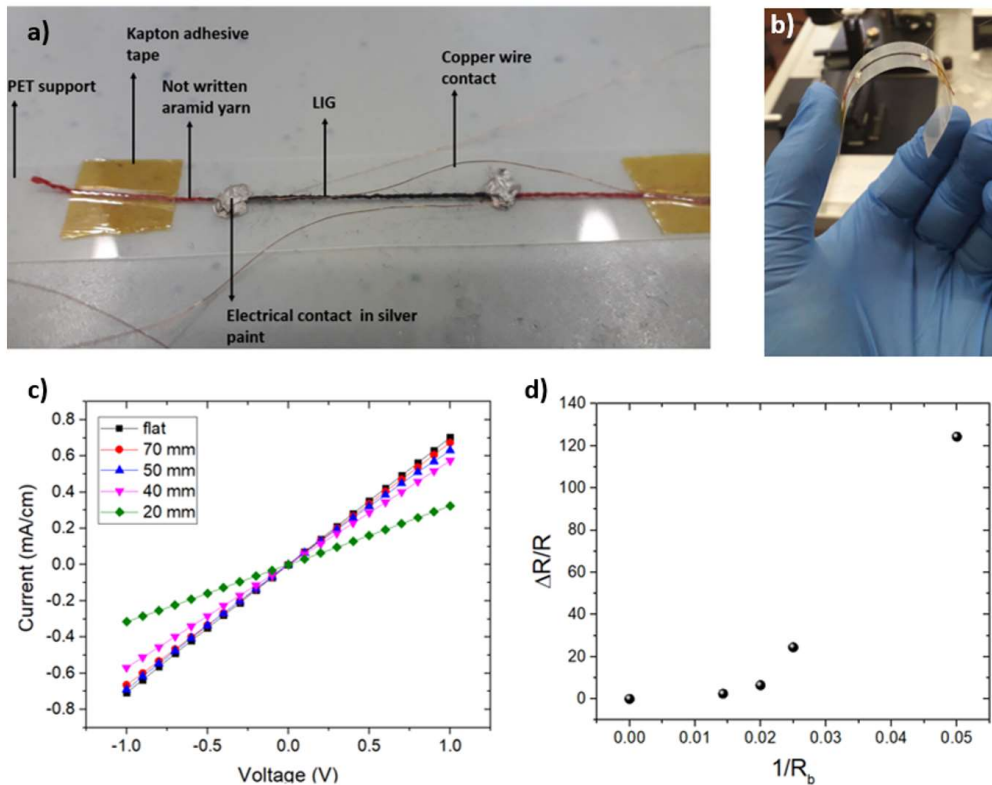 a)
Kapton adhesive
tape
Copper wire
contact
PET support
Not written
aramid yarn
LIG
Electrical contact in silver
paint
b)
c)
0.8
0.6
0.4
0.2
0.0
-0.2
-0.4
-0.6
-0.8
flat
70 mm
50 mm
40 mm
20 mm
Current (mA/cm)
-1.0 -0.5 0.0 0.5 1.0
Voltage (V)
d)
140
120
100
80
60
40
20
0
ΔR/R
0.00 0.01 0.02 0.03 0.04 0.05
1/R_b